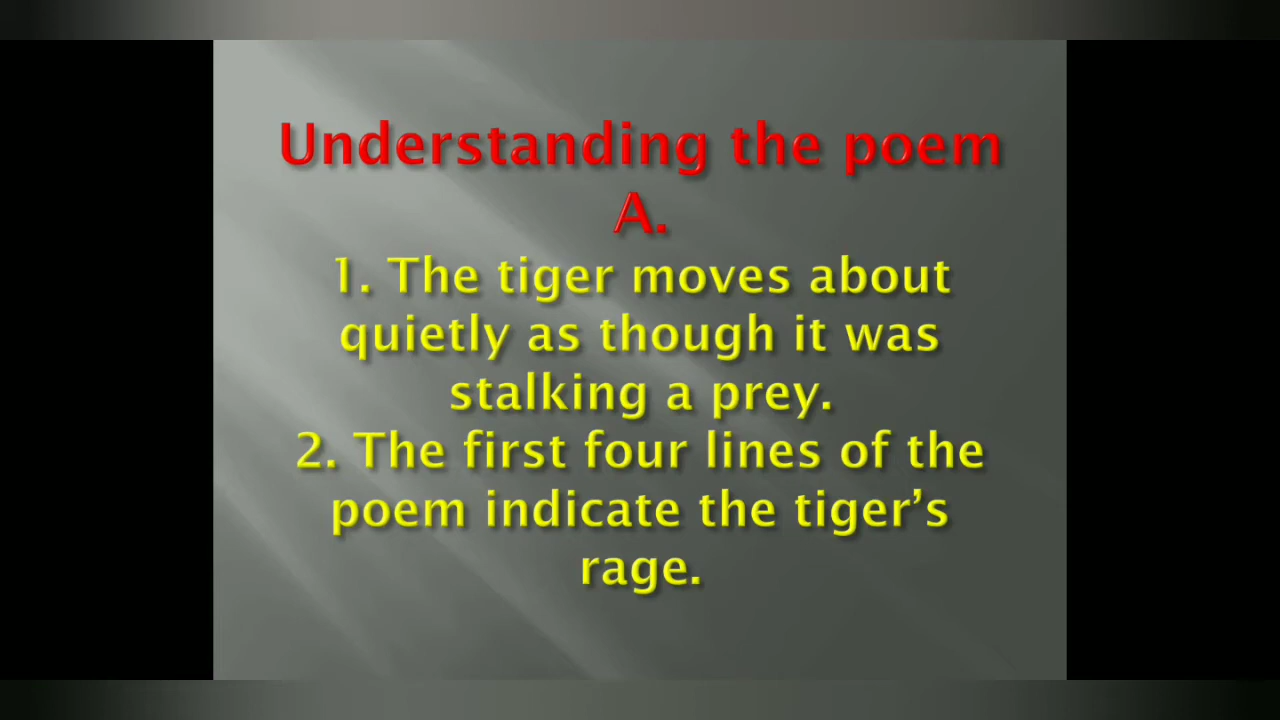 Understanding the poem
A.
1. The tiger moves about
quietly as though it was
stalking a prey.
2. The first four lines of the
poem indicate the tiger’s
rage.